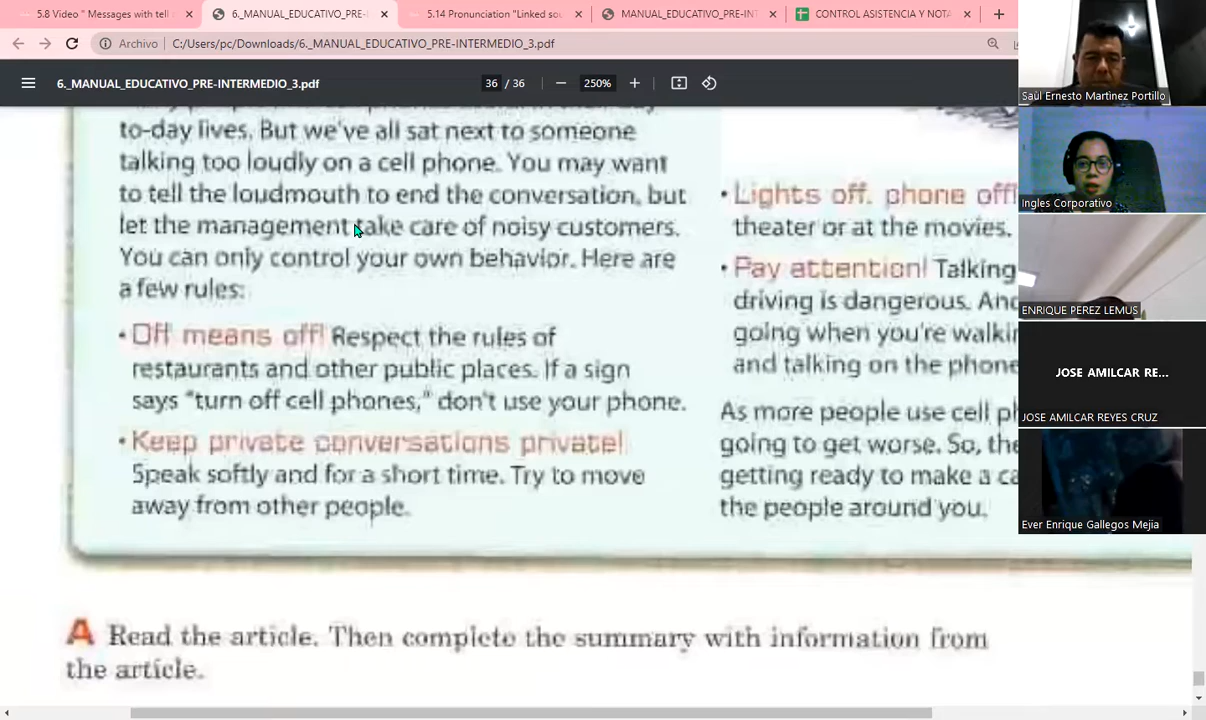 5.8 Video " Messages with tell
6._MANUAL_EDUCATIVO_PRE-
5.14 Pronunciation "Linked sou
MANUAL_EDUCATIVO_PRE-INT
CONTROL ASISTENCIA Y NOTA
Archivo
C:/Users/pc/Downloads/6._MANUAL_EDUCATIVO_PRE-INTERMEDIO_3.pdf
6._MANUAL_EDUCATIVO_PRE-INTERMEDIO_3.pdf
36 / 36
250%
to-day lives. But we've all sat next to someone
talking too loudly on a cell phone. You may want
to tell the loudmouth to end the conversation, but
let the management take care of noisy customers.
You can only control your own behavior. Here are
a few rules:
• Off means off! Respect the rules of
restaurants and other public places. If a sign
says "turn off cell phones," don't use your phone.
• Keep private conversations private!
Speak softly and for a short time. Try to move
away from other people.
• Lights off, phone off!
theater or at the movies.
• Pay attention! Talking
driving is dangerous. And
going when you're walkin
and talking on the phone
As more people use cell ph
going to get worse. So, the
getting ready to make a ca
the people around you.
A Read the article. Then complete the summary with information from
the article.
Saùl Ernesto Martìnez Portillo
Ingles Corporativo
ENRIQUE PEREZ LEMUS
JOSE AMILCAR RE...
JOSE AMILCAR REYES CRUZ
Ever Enrique Gallegos Mejia